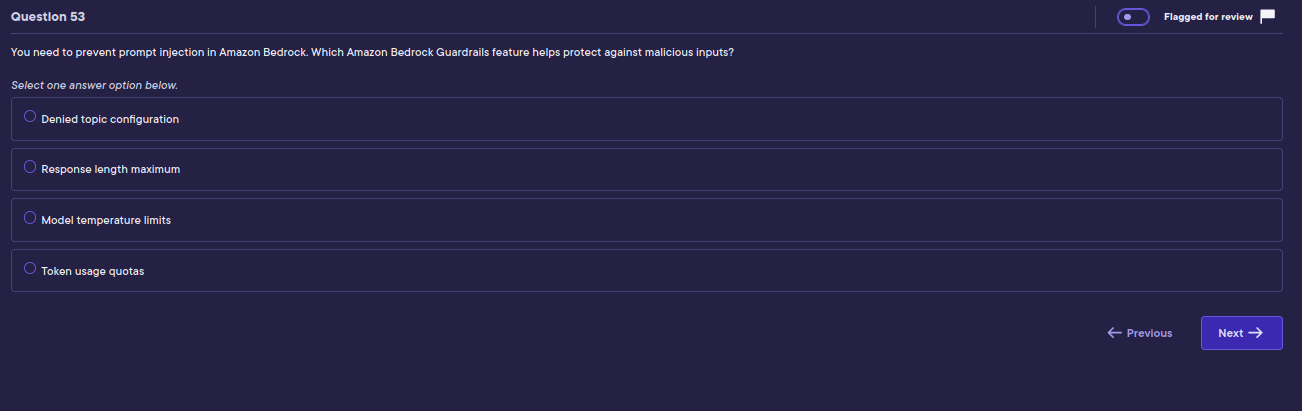 Question 53
Flagged for review
You need to prevent prompt injection in Amazon Bedrock. Which Amazon Bedrock Guardrails feature helps protect against malicious inputs?
Select one answer option below.
Denied topic configuration
Response length maximum
Model temperature limits
Token usage quotas
Previous
Next